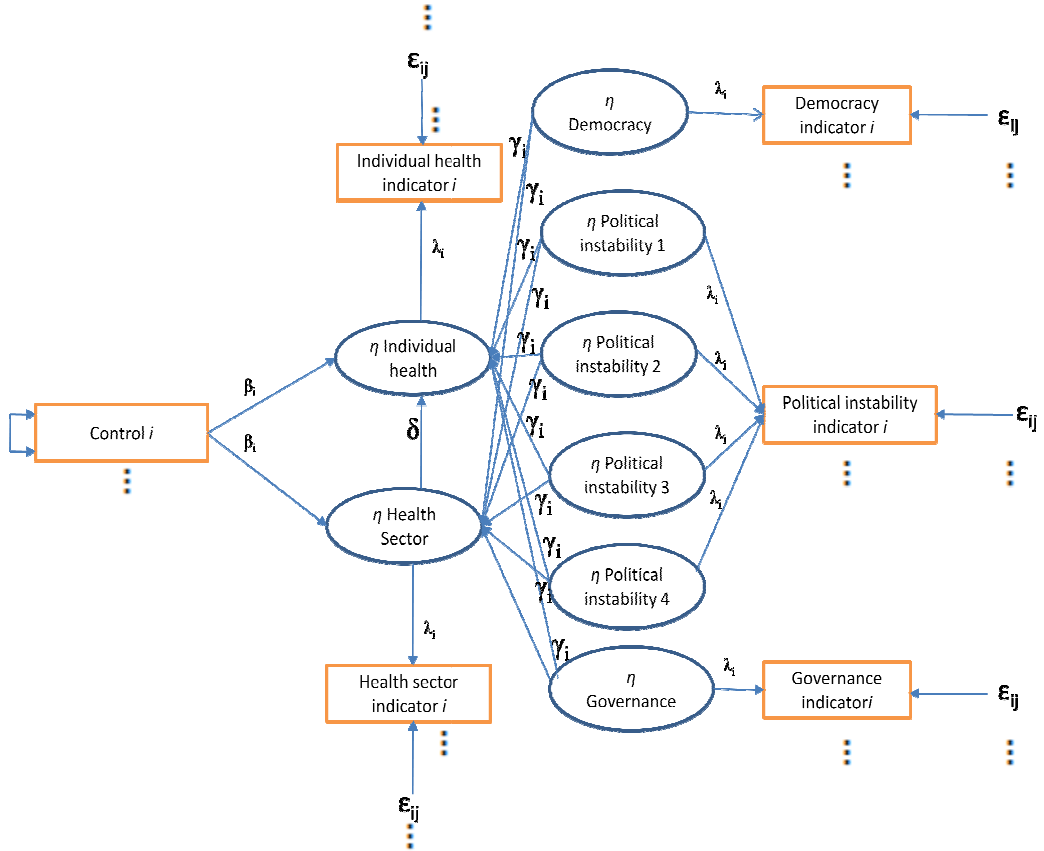 εij
Individual health
indicator i
λi
η
Democracy
λi
Democracy
indicator i
εij
γi
γi
η Political
instability 1
γi
γi
λi
η Individual
health
γi
η Political
instability 2
λi
γi
βi
Control i
βi
δ
γi
η Political
instability 3
λi
Political instability
indicator i
εij
γi
λi
η Health
Sector
γi
η Political
instability 4
γi
λi
γi
η
Governance
λi
Governance
indicatori
εij
Health sector
indicator i
εij